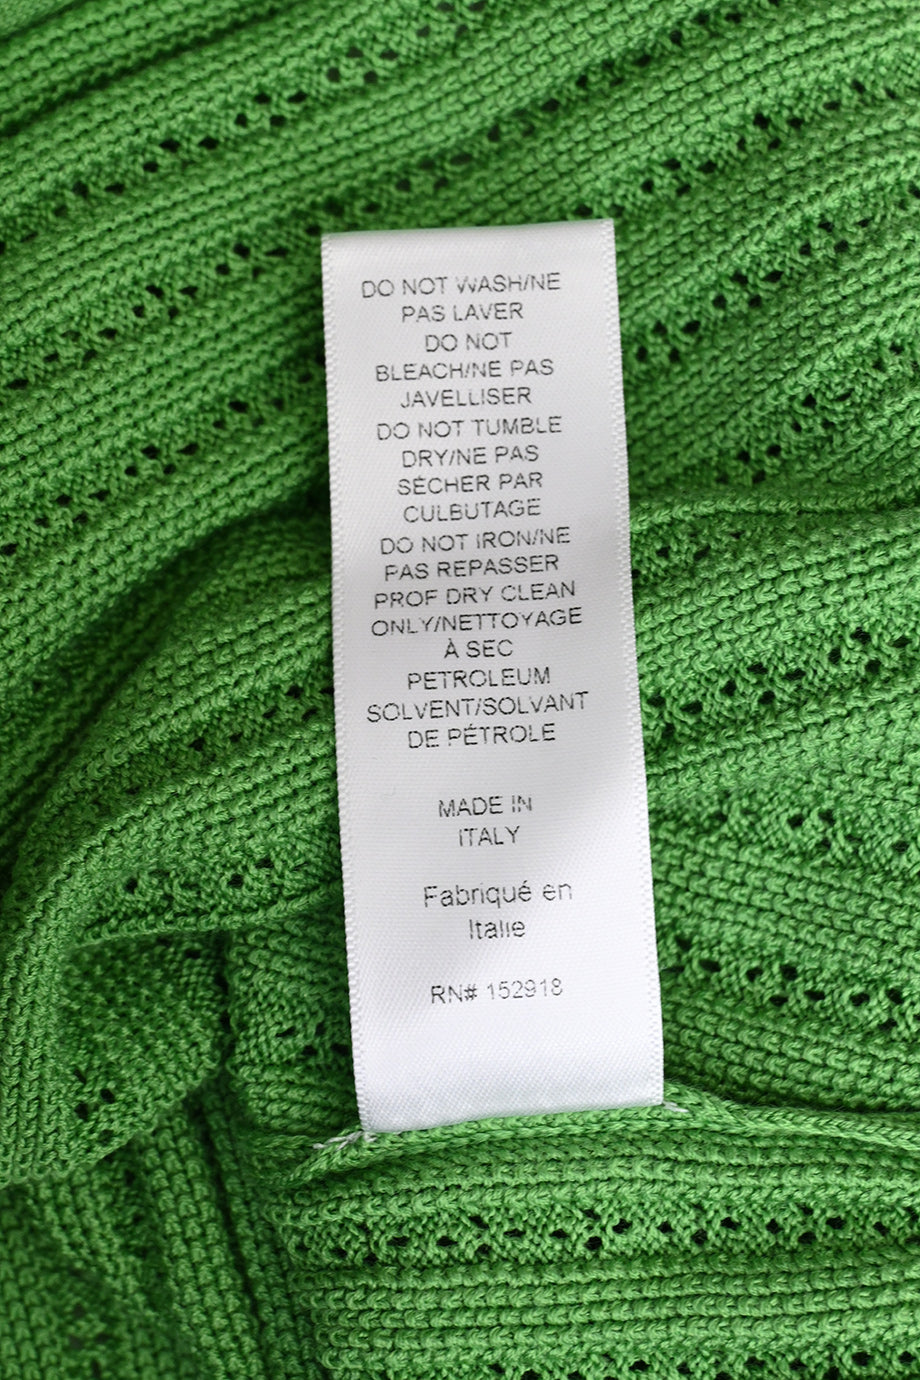 DO NOT WASH/NE
PAS LAVER
DO NOT
BLEACH/NE PAS
JAVELLISER
DO NOT TUMBLE
DRY/NE PAS
SÉCHER PAR
CULBUTAGE
DO NOT IRON/NE
PAS REPASSER
PROF DRY CLEAN
ONLY/NETTOYAGE
À SEC
PETROLEUM
SOLVENT/SOLVANT
DE PÉTROLE
MADE IN
ITALY
Fabriqué en
Italie
RN# 152918